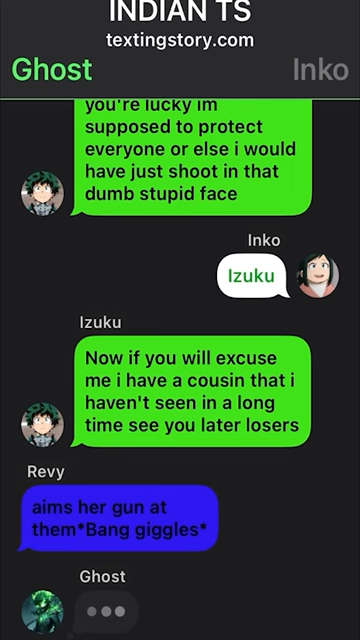 INDIAN TS
textingstory.com
Ghost
Inko
you're lucky im
supposed to protect
everyone or else i would
have just shoot in that
dumb stupid face
Inko
Izuku
Izuku
Now if you will excuse
me i have a cousin that i
haven't seen in a long
time see you later losers
Revy
aims her gun at
them*Bang giggles*
Ghost